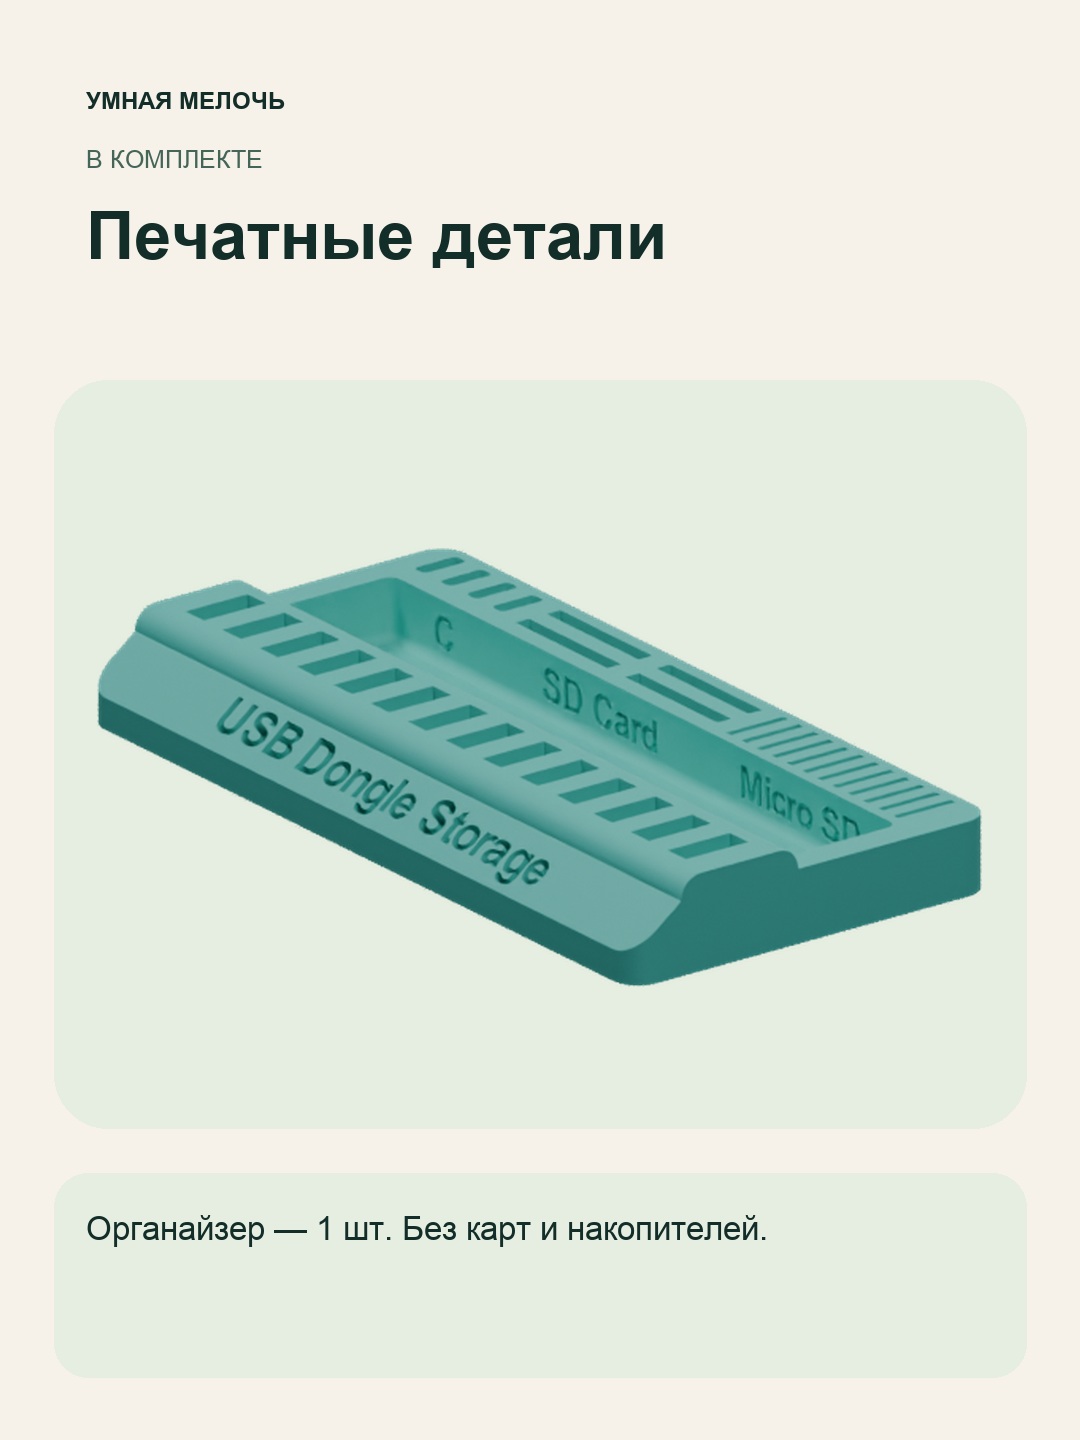 УМНАЯ МЕЛОЧЬ
В КОМПЛЕКТЕ
Печатные детали
C
SD Card
Micro SD
USB Dongle Storage
Органайзер — 1 шт. Без карт и накопителей.